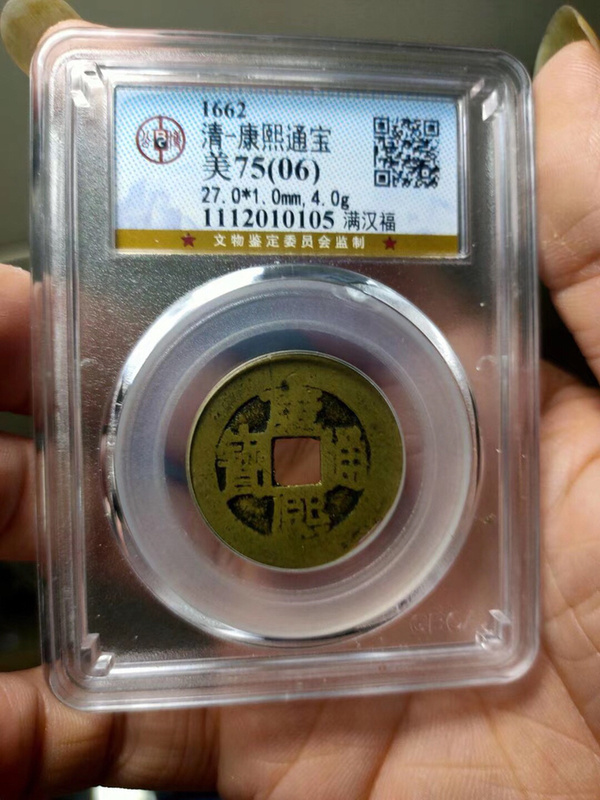 1662
清-康熙通宝
美75(06)
27.0*1.0mm,4.0g
1112010105 满汉福
★ 文物鉴定委员会监制 ★
康熙通寶